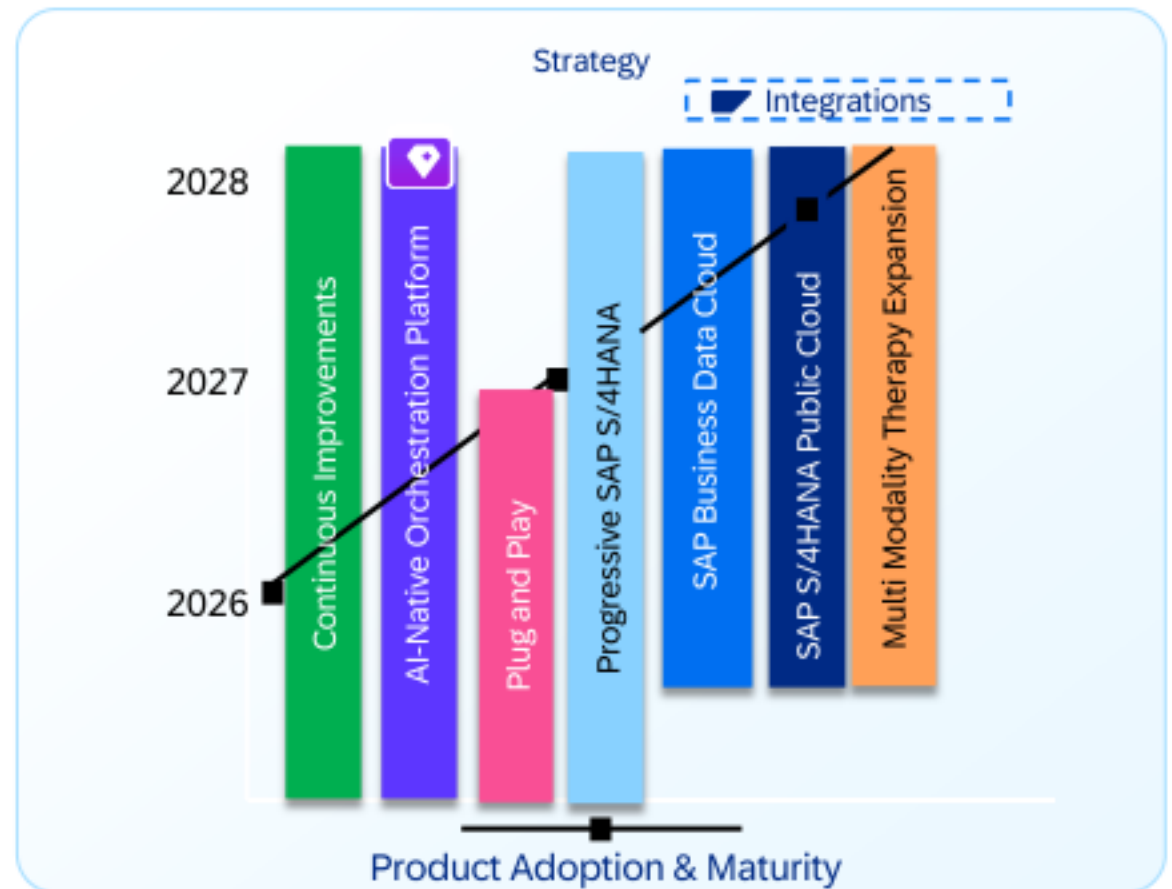 Strategy
Integrations
2028
2027
2026
Continuous Improvements
AI-Native Orchestration Platform
Plug and Play
Progressive SAP S/4HANA
SAP Business Data Cloud
SAP S/4HANA Public Cloud
Multi Modality Therapy Expansion
Product Adoption & Maturity